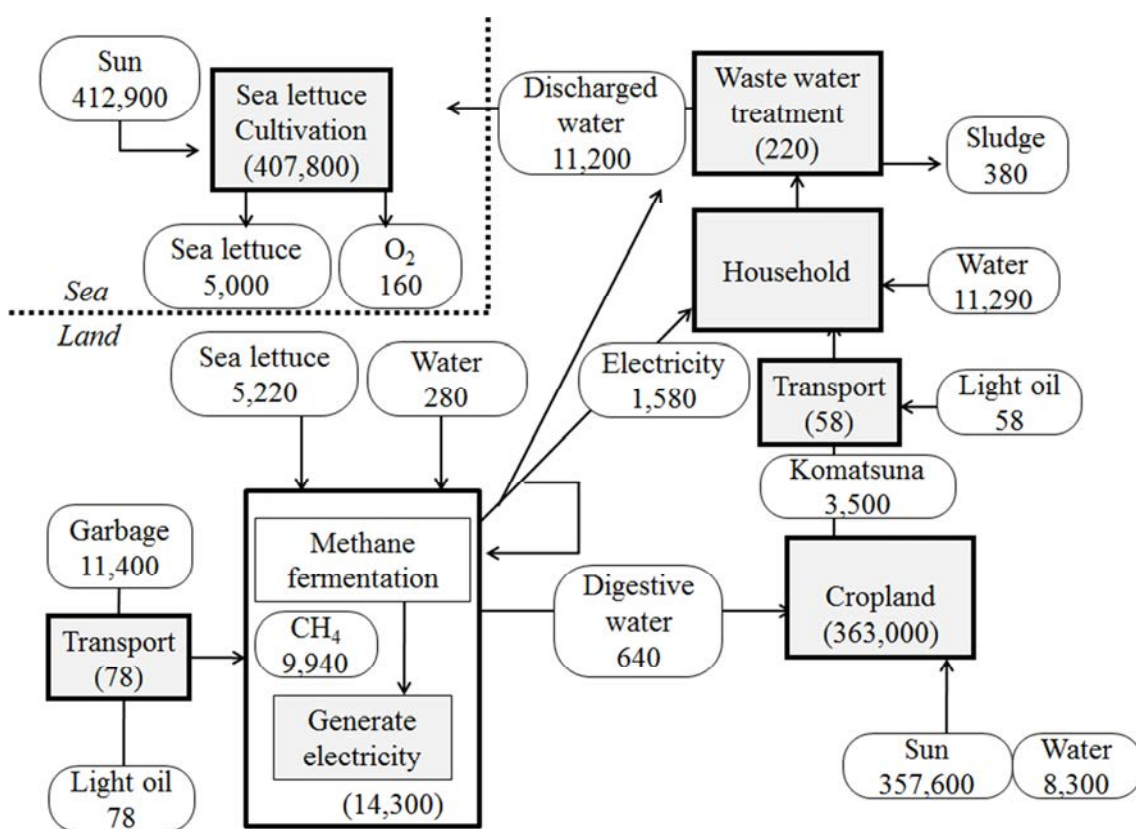 Sun
412,900
Sea lettuce
Cultivation
(407,800)
Sea lettuce
5,000
O₂
160
Sea
Land
Discharged
water
11,200
Waste water
treatment
(220)
Sludge
380
Household
Water
11,290
Electricity
1,580
Transport
(58)
Light oil
58
Komatsuna
3,500
Cropland
(363,000)
Sun
357,600
Water
8,300
Sea lettuce
5,220
Water
280
Garbage
11,400
Transport
(78)
Light oil
78
Methane
fermentation
CH₄
9,940
Generate
electricity
(14,300)
Digestive
water
640